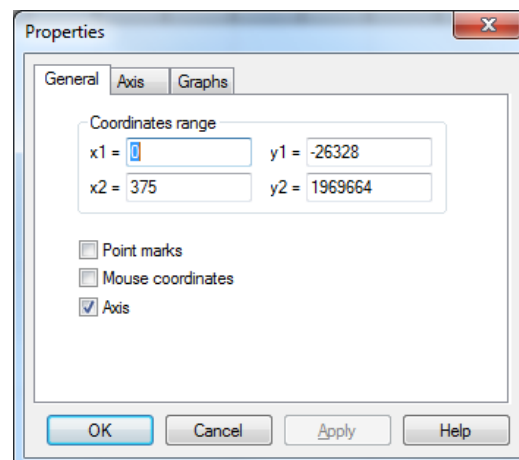 Properties
General Axis Graphs
Coordinates range
x1 = 0 y1 = -26328
x2 = 375 y2 = 1969664
Point marks
Mouse coordinates
Axis
OK Cancel Apply Help